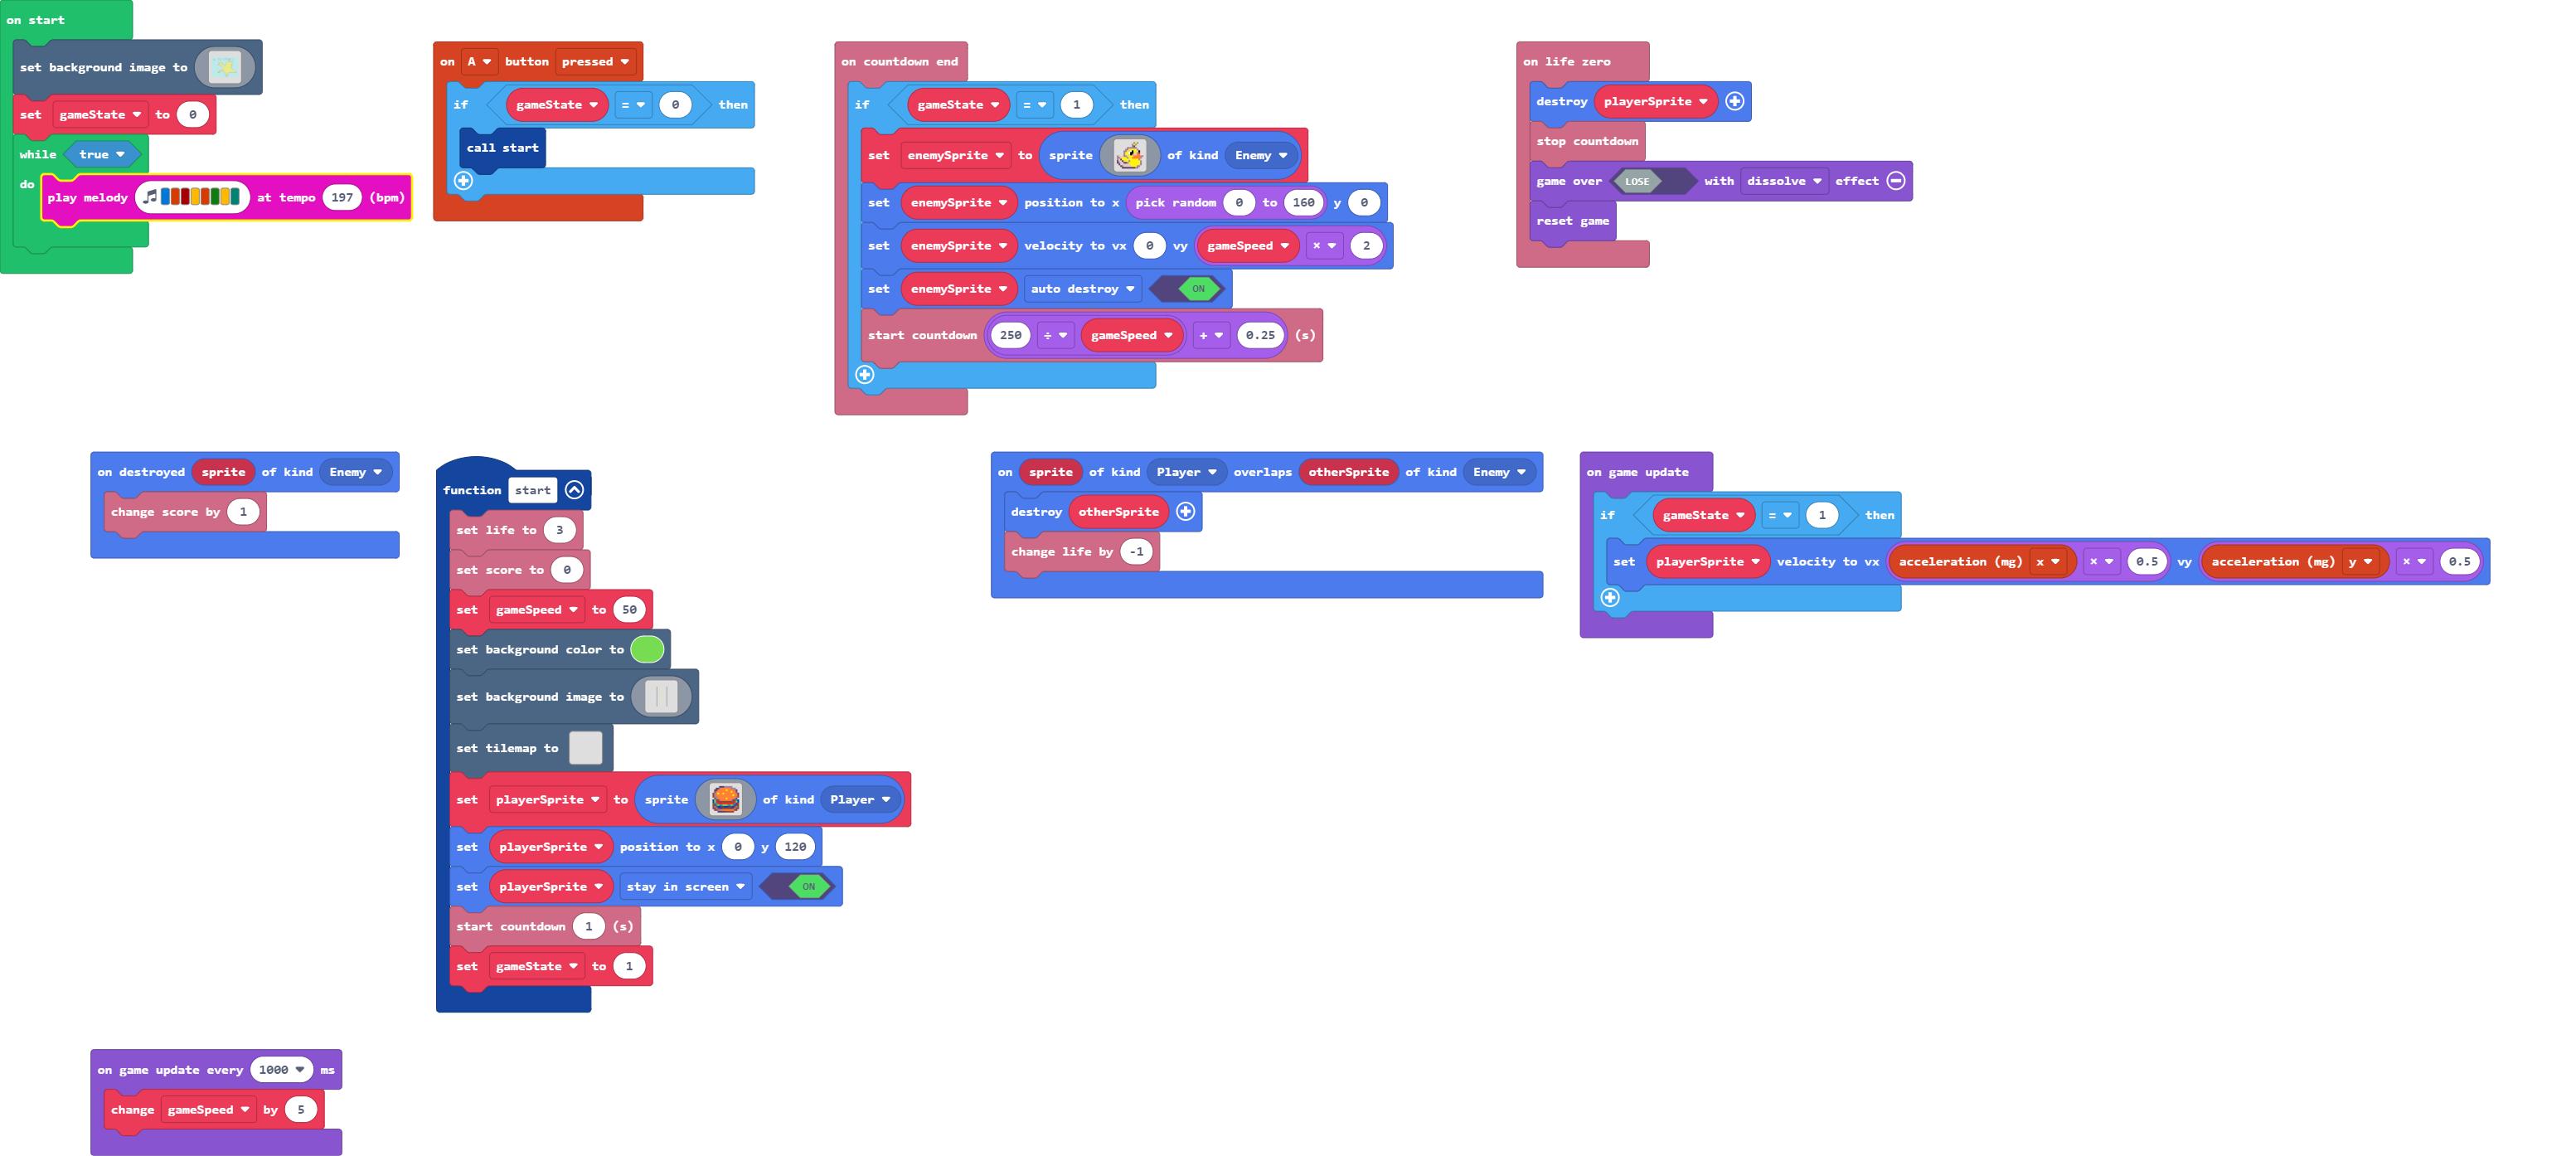 on start
set background image to
set gameState to 0
while true
do
play melody at tempo 197 (bpm)
on A button pressed
if gameState = 0 then
call start
on countdown end
if gameState = 1 then
set enemySprite to sprite of kind Enemy
set enemySprite position to x pick random 0 to 160 y 0
set enemySprite velocity to vx 0 vy gameSpeed × 2
set enemySprite auto destroy ON
start countdown 250 ÷ gameSpeed + 0.25 (s)
on life zero
destroy playerSprite
stop countdown
game over LOSE with dissolve effect
reset game
on destroyed sprite of kind Enemy
change score by 1
function start
set life to 3
set score to 0
set gameSpeed to 50
set background color to
set background image to
set tilemap to
set playerSprite to sprite of kind Player
set playerSprite position to x 0 y 120
set playerSprite stay in screen ON
start countdown 1 (s)
set gameState to 1
on sprite of kind Player overlaps otherSprite of kind Enemy
destroy otherSprite
change life by -1
on game update
if gameState = 1 then
set playerSprite velocity to vx acceleration (mg) x × 0.5 vy acceleration (mg) y × 0.5
on game update every 1000 ms
change gameSpeed by 5